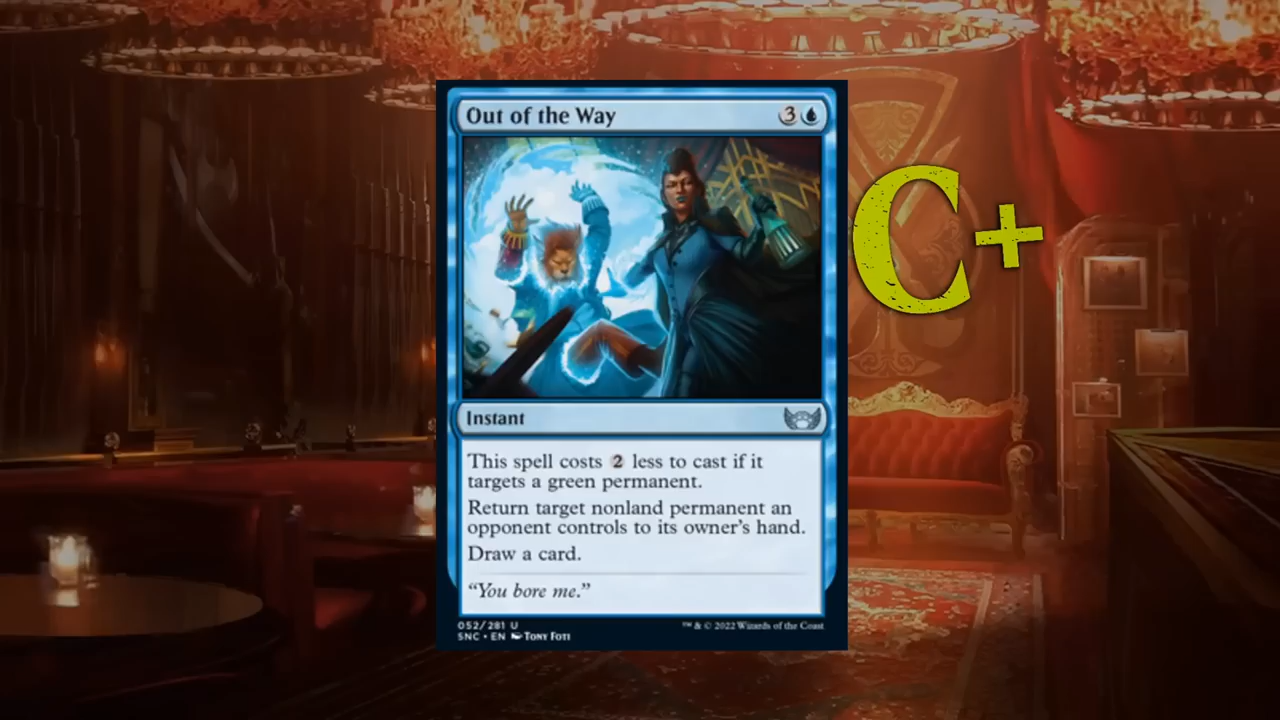 Out of the Way 3
C+
Instant
This spell costs 2 less to cast if it
targets a green permanent.
Return target nonland permanent an
opponent controls to its owner's hand.
Draw a card.
"You bore me."
052/281 U
SNC • EN Tony Foti
™ & © 2022 Wizards of the Coast